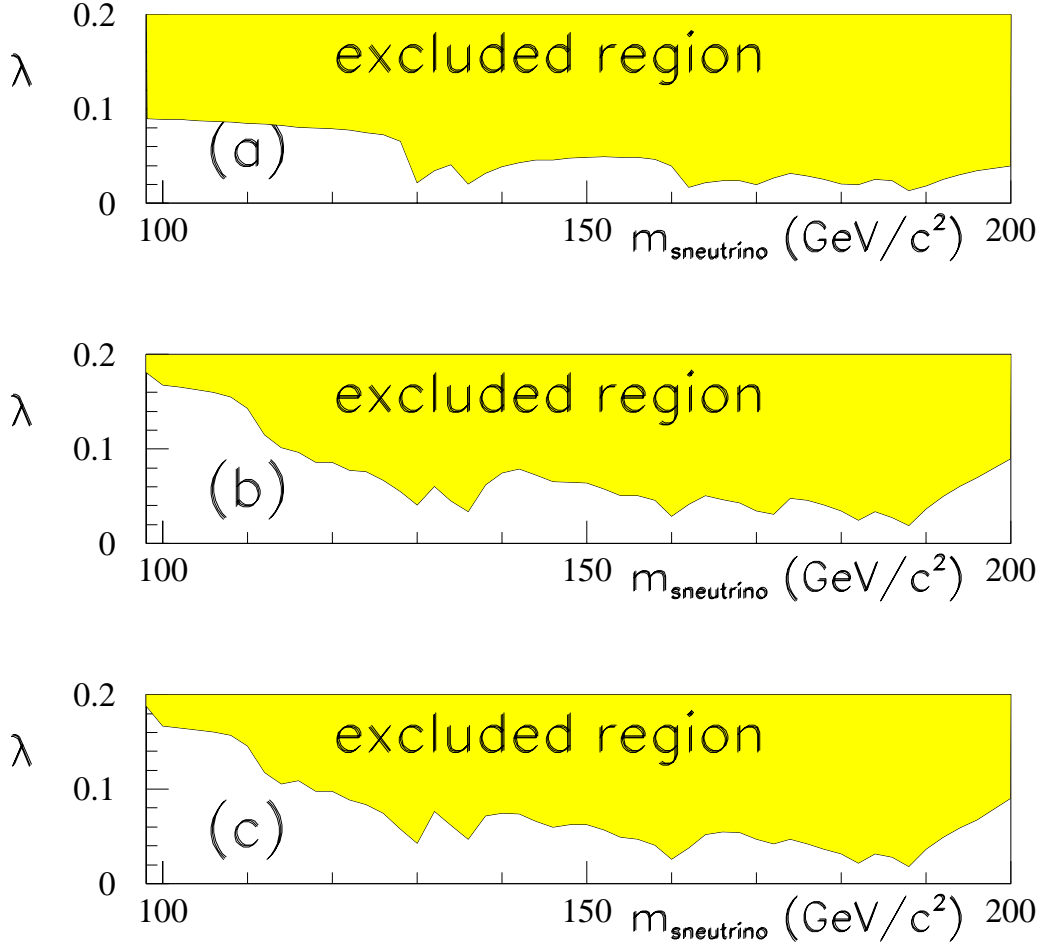 0.2
excluded region
λ
0.1
(a)
0
100 150 m_sneutrino (GeV/c²) 200
0.2
excluded region
λ
0.1
(b)
0
100 150 m_sneutrino (GeV/c²) 200
0.2
excluded region
λ
0.1
(c)
0
100 150 m_sneutrino (GeV/c²) 200